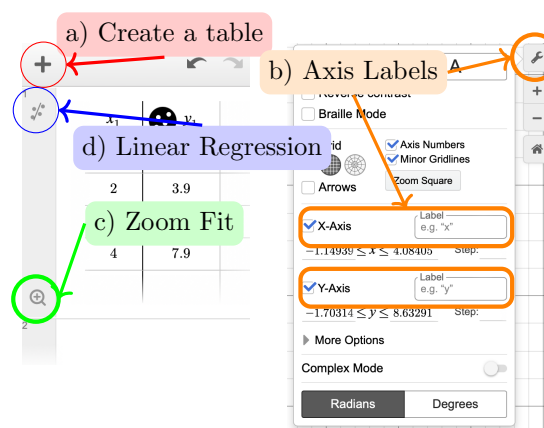 a) Create a table
b) Axis Labels
A
Reverse contrast
Braille Mode
1
x₁ y₁
d) Linear Regression
Axis Numbers
Minor Gridlines
Arrows
Zoom Square
2 3.9
c) Zoom Fit
4 7.9
X-Axis
Label
e.g. “x”
−1.14939 ≤ x ≤ 4.08405 Step:
Y-Axis
Label
e.g. “y”
−1.70314 ≤ y ≤ 8.63291 Step:
2
More Options
Complex Mode
Radians Degrees